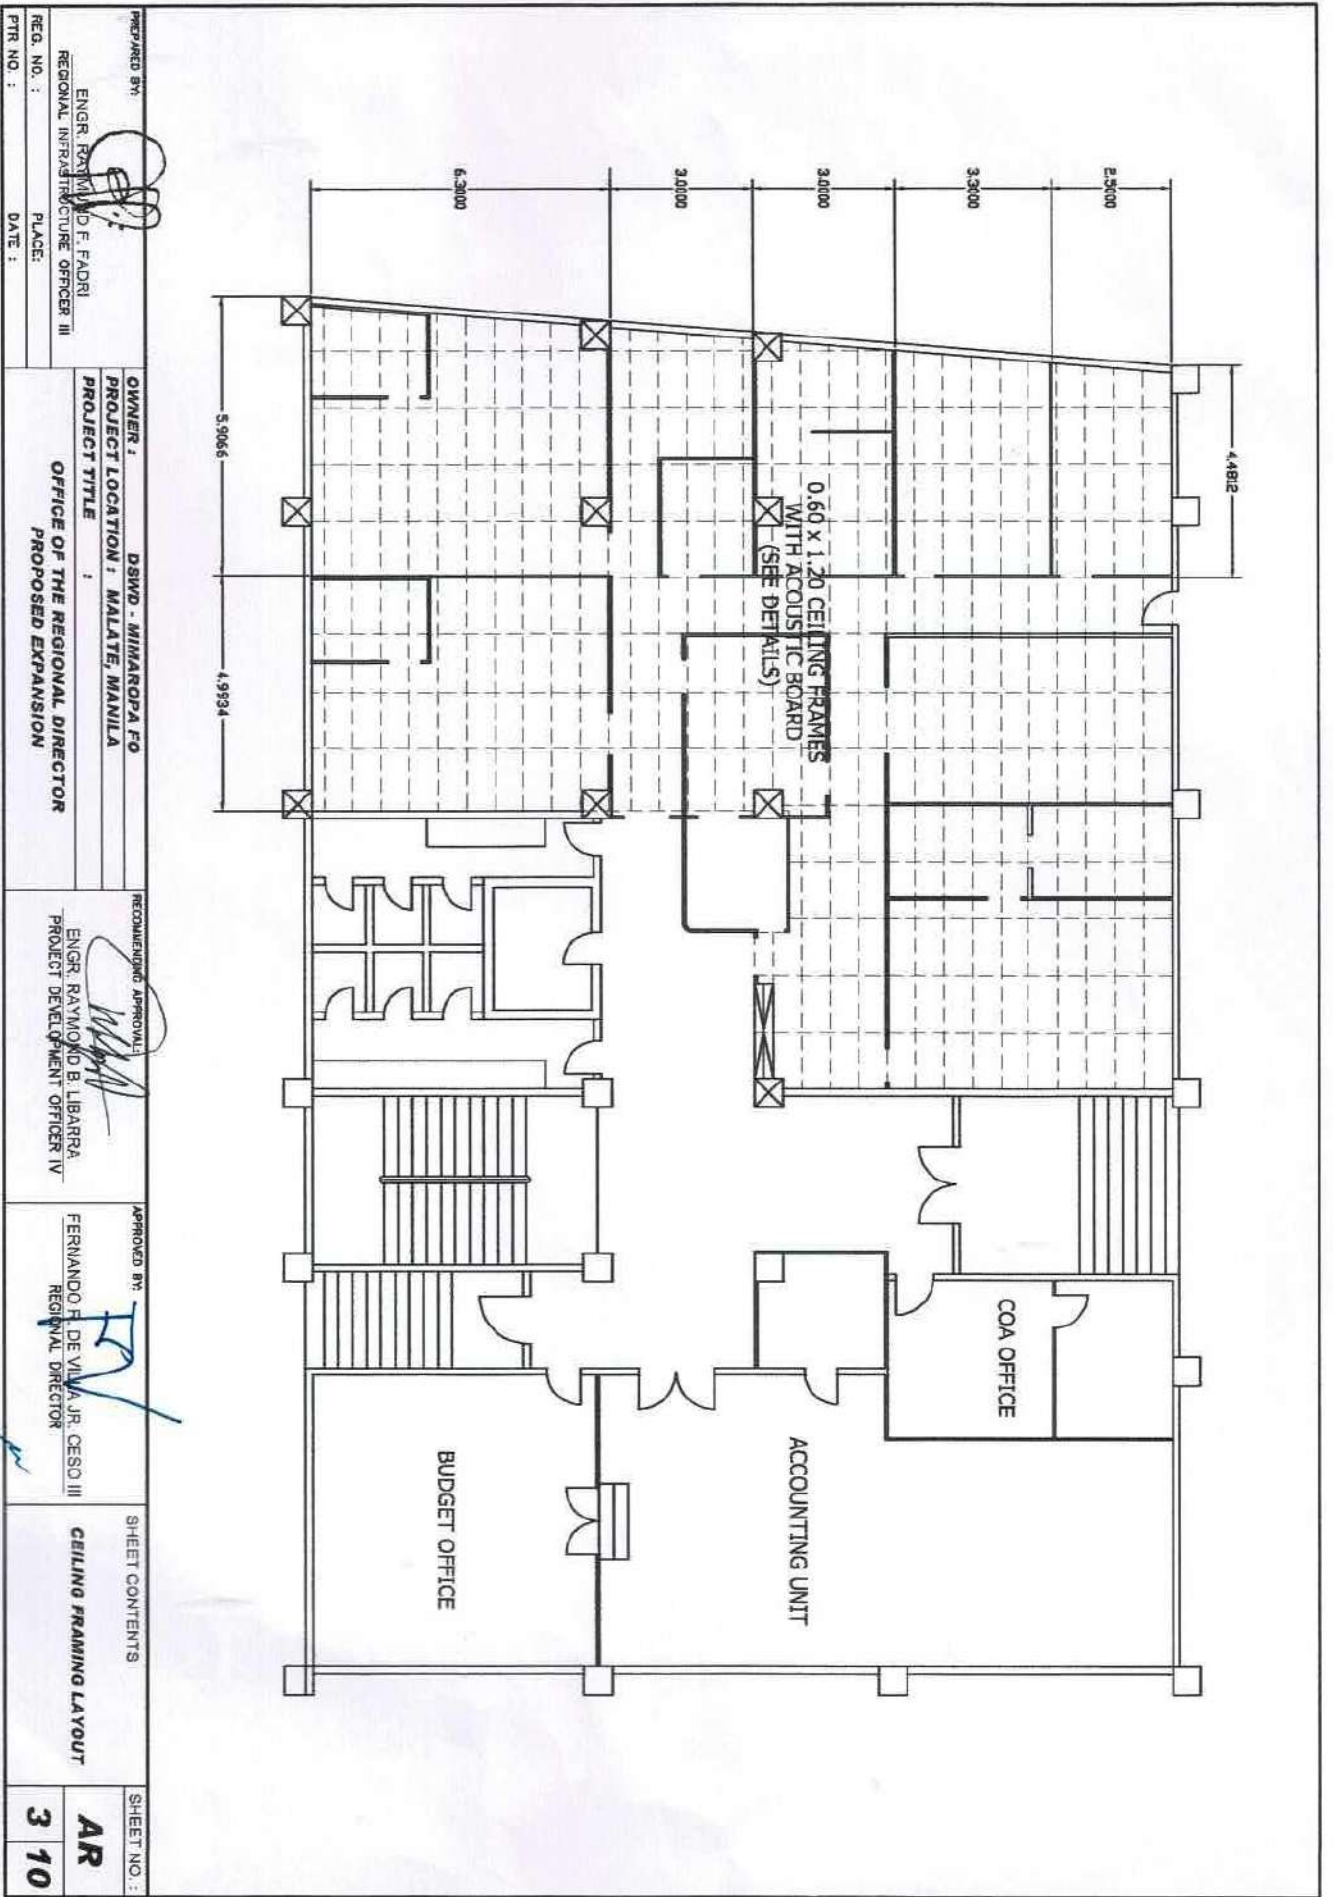 2.5000
3.3000
3.0000
3.0000
6.3000
4.4812
5.9066
4.9934
0.60 x 1.20 CEILING FRAMES
WITH ACOUSTIC BOARD
(SEE DETAILS)
COA OFFICE
ACCOUNTING UNIT
BUDGET OFFICE
PREPARED BY:
ENGR. RAYMUND F. FADRI
REGIONAL INFRASTRUCTURE OFFICER III
REG. NO. :
PLACE:
PTR NO. :
DATE :
OWNER : DSWD - MIMAROPA FO
PROJECT LOCATION : MALATE, MANILA
PROJECT TITLE :
OFFICE OF THE REGIONAL DIRECTOR
PROPOSED EXPANSION
RECOMMENDING APPROVAL:
ENGR. RAYMOND B. LIBARRA
PROJECT DEVELOPMENT OFFICER IV
APPROVED BY:
FERNANDO R. DE VILLA JR. CESO III
REGIONAL DIRECTOR
SHEET CONTENTS
CEILING FRAMING LAYOUT
SHEET NO. :
AR
3 10